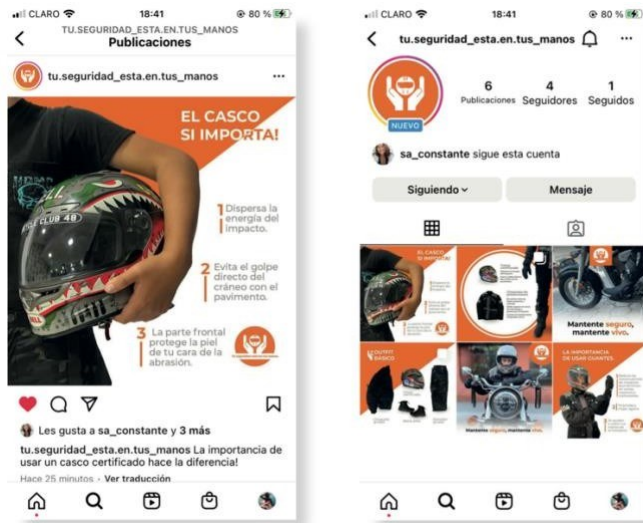 CLARO 18:41 80 %
TU.SEGURIDAD_ESTA.EN.TUS_MANOS
Publicaciones
tu.seguridad_esta.en.tus_manos
EL CASCO
SI IMPORTA!
CLUB 48
BELL
1 Dispersa la
energía del
impacto.
2 Evita el golpe
directo del
cráneo con el
pavimento.
3 La parte frontal
protege la piel
de tu cara de la
abrasión.
Les gusta a sa_constante y 3 más
tu.seguridad_esta.en.tus_manos La importancia de
usar un casco certificado hace la diferencia!
Hace 25 minutos · Ver traducción
CLARO 18:41 80 %
tu.seguridad_esta.en.tus_manos
6 4 1
Publicaciones Seguidores Seguidos
NUEVO
sa_constante sigue esta cuenta
Siguiendo Mensaje
EL CASCO
SI IMPORTA!
Mantente seguro,
mantente vivo.
OUTFIT
BÁSICO
Mantente seguro, mantente vivo.
LA IMPORTANCIA
DE USAR GUANTES